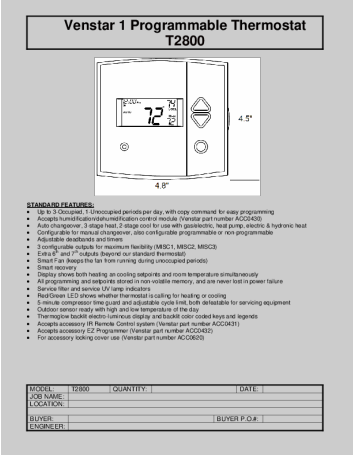 Venstar 1 Programmable Thermostat
T2800
72
4.5"
4.8"
STANDARD FEATURES:
• Up to 3-Occupied, 1-Unoccupied periods per day, with copy command for easy programming
• Accepts humidification/dehumidification control module (Venstar part number ACC0430)
• Auto changeover, 3-stage heat, 2-stage cool for use with gas/electric, heat pump, electric & hydronic heat
• Configurable for manual changeover, also configurable programmable or non-programmable
• Adjustable deadbands and timers
• 3 configurable outputs for maximum flexibility (MISC1, MISC2, MISC3)
• Extra 6th and 7th outputs (beyond our standard thermostat)
• Smart Fan (keeps the fan from running during unoccupied periods)
• Smart recovery
• Display shows both heating an cooling setpoints and room temperature simultaneously
• All programming and setpoints stored in non-volatile memory, and are never lost in power failure
• Service filter and service UV lamp indicators
• Red/Green LED shows whether thermostat is calling for heating or cooling
• 5-minute compressor time guard and adjustable cycle limit, both defeatable for servicing equipment
• Outdoor sensor ready with high and low temperature of the day
• Thermoglow backlit electro-luminous display and backlit color coded keys and legends
• Accepts accessory IR Remote Control system (Venstar part number ACC0431)
• Accepts accessory EZ Programmer (Venstar part number ACC0432)
• For accessory locking cover use (Venstar part number ACC0620)
MODEL: T2800 QUANTITY: DATE:
JOB NAME:
LOCATION:
BUYER: BUYER P.O.#:
ENGINEER: